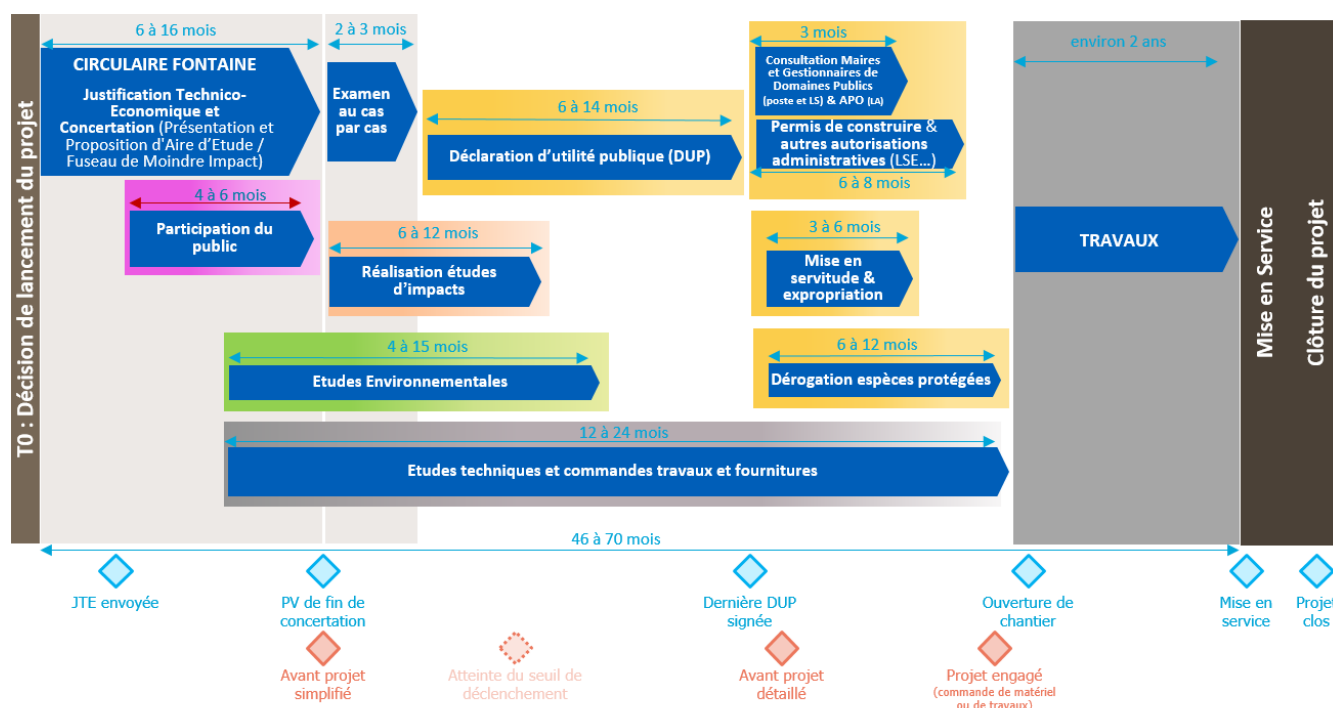 T0 : Décision de lancement du projet
6 à 16 mois
CIRCULAIRE FONTAINE
Justification Technico-
Economique et
Concertation (Présentation et
Proposition d'Aire d'Etude /
Fuseau de Moindre Impact)
2 à 3 mois
Examen
au cas
par cas
6 à 14 mois
Déclaration d'utilité publique (DUP)
3 mois
Consultation Maires
et Gestionnaires de
Domaines Publics
(poste et LS) & APO (LA)
Permis de construire &
autres autorisations
administratives (LSE...)
6 à 8 mois
environ 2 ans
TRAVAUX
4 à 6 mois
Participation du
public
6 à 12 mois
Réalisation études
d'impacts
3 à 6 mois
Mise en
servitude &
expropriation
4 à 15 mois
Etudes Environnementales
6 à 12 mois
Dérogation espèces protégées
12 à 24 mois
Etudes techniques et commandes travaux et fournitures
Mise en Service
Clôture du projet
46 à 70 mois
JTE envoyée
PV de fin de
concertation
Dernière DUP
signée
Ouverture de
chantier
Mise en
service
Projet
clos
Avant projet
simplifié
Atteinte du seuil de
déclenchement
Avant projet
détaillé
Projet engagé
(commande de matériel
ou de travaux)